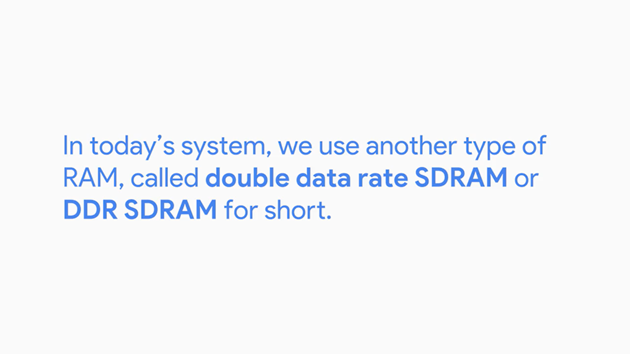 In today’s system, we use another type of
RAM, called double data rate SDRAM or
DDR SDRAM for short.